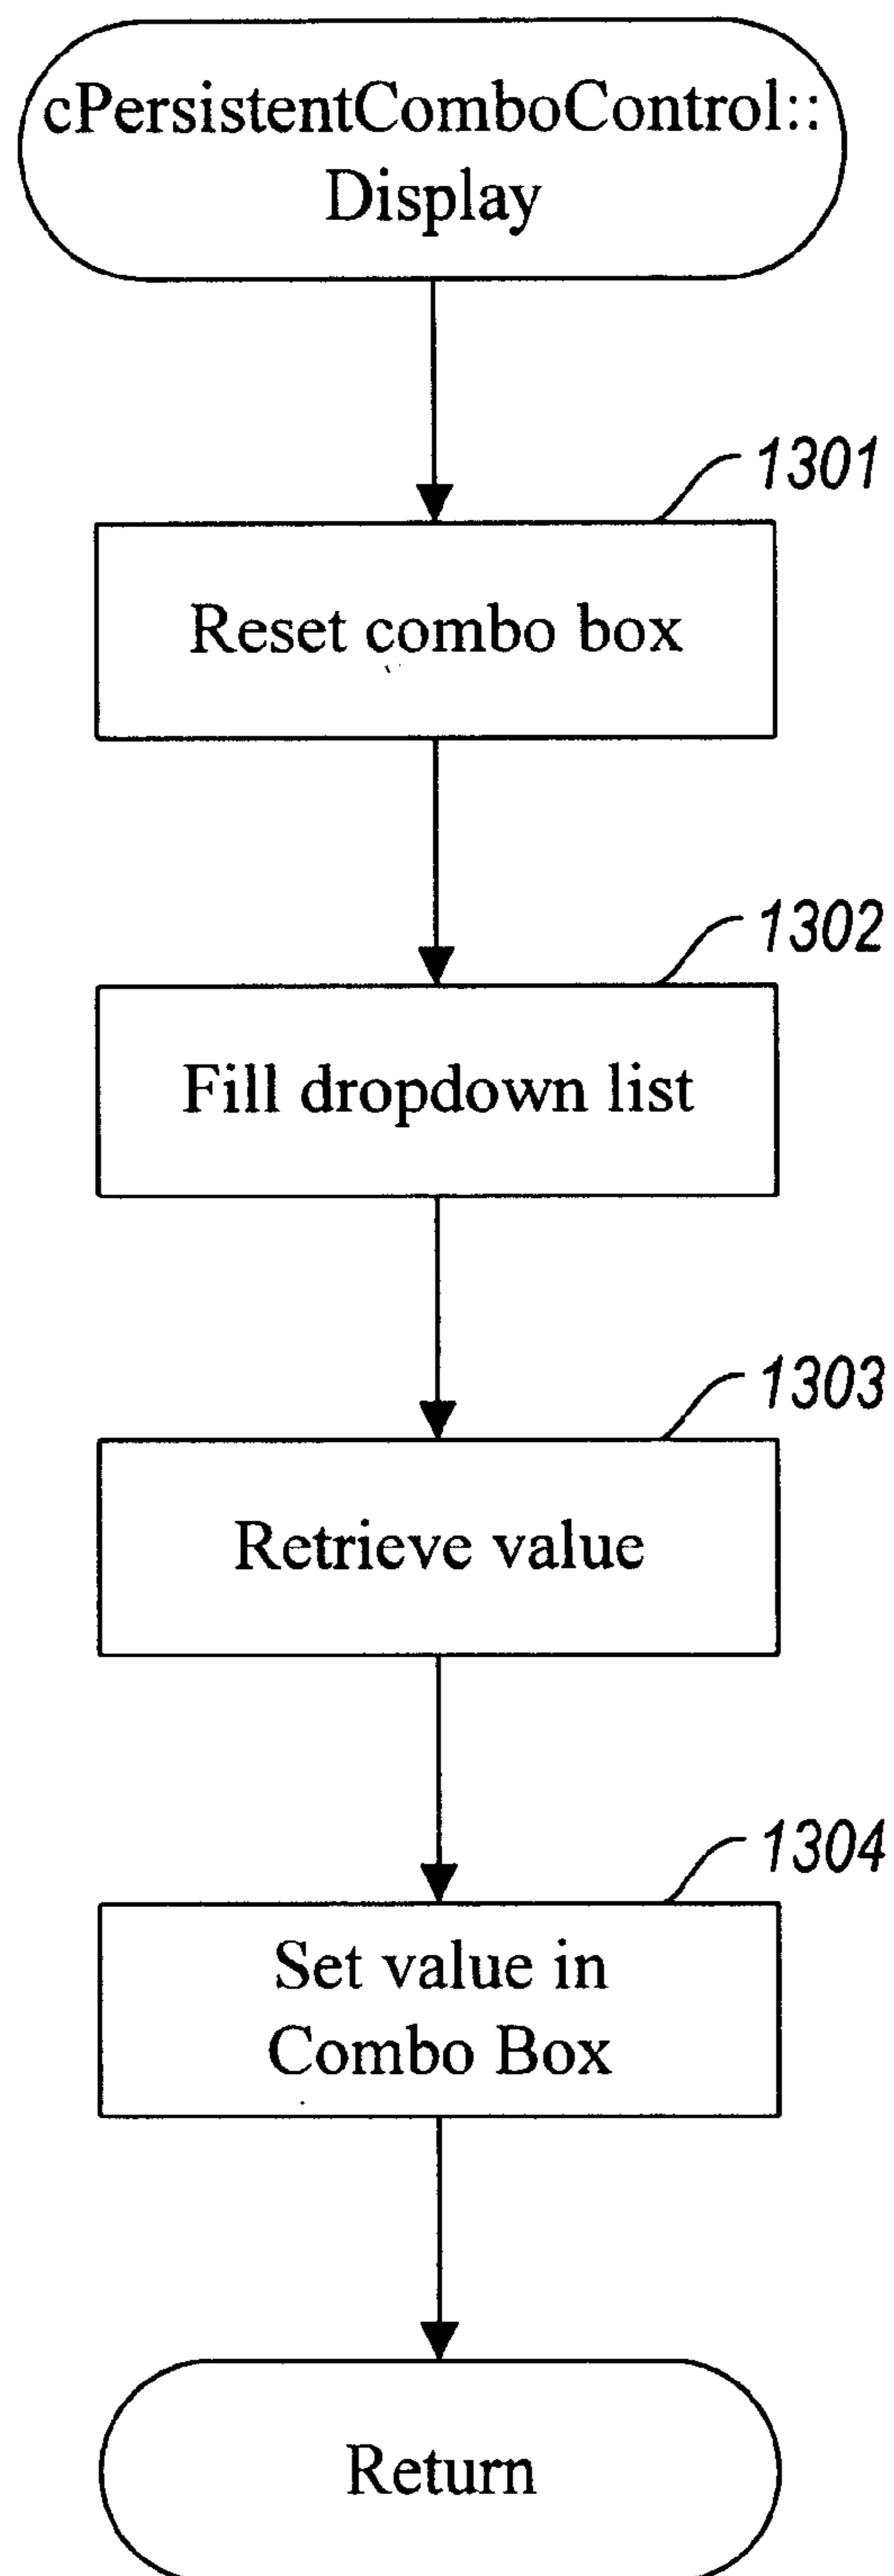 cPersistentComboControl::
Display
1301
Reset combo box
1302
Fill dropdown list
1303
Retrieve value
1304
Set value in
Combo Box
Return